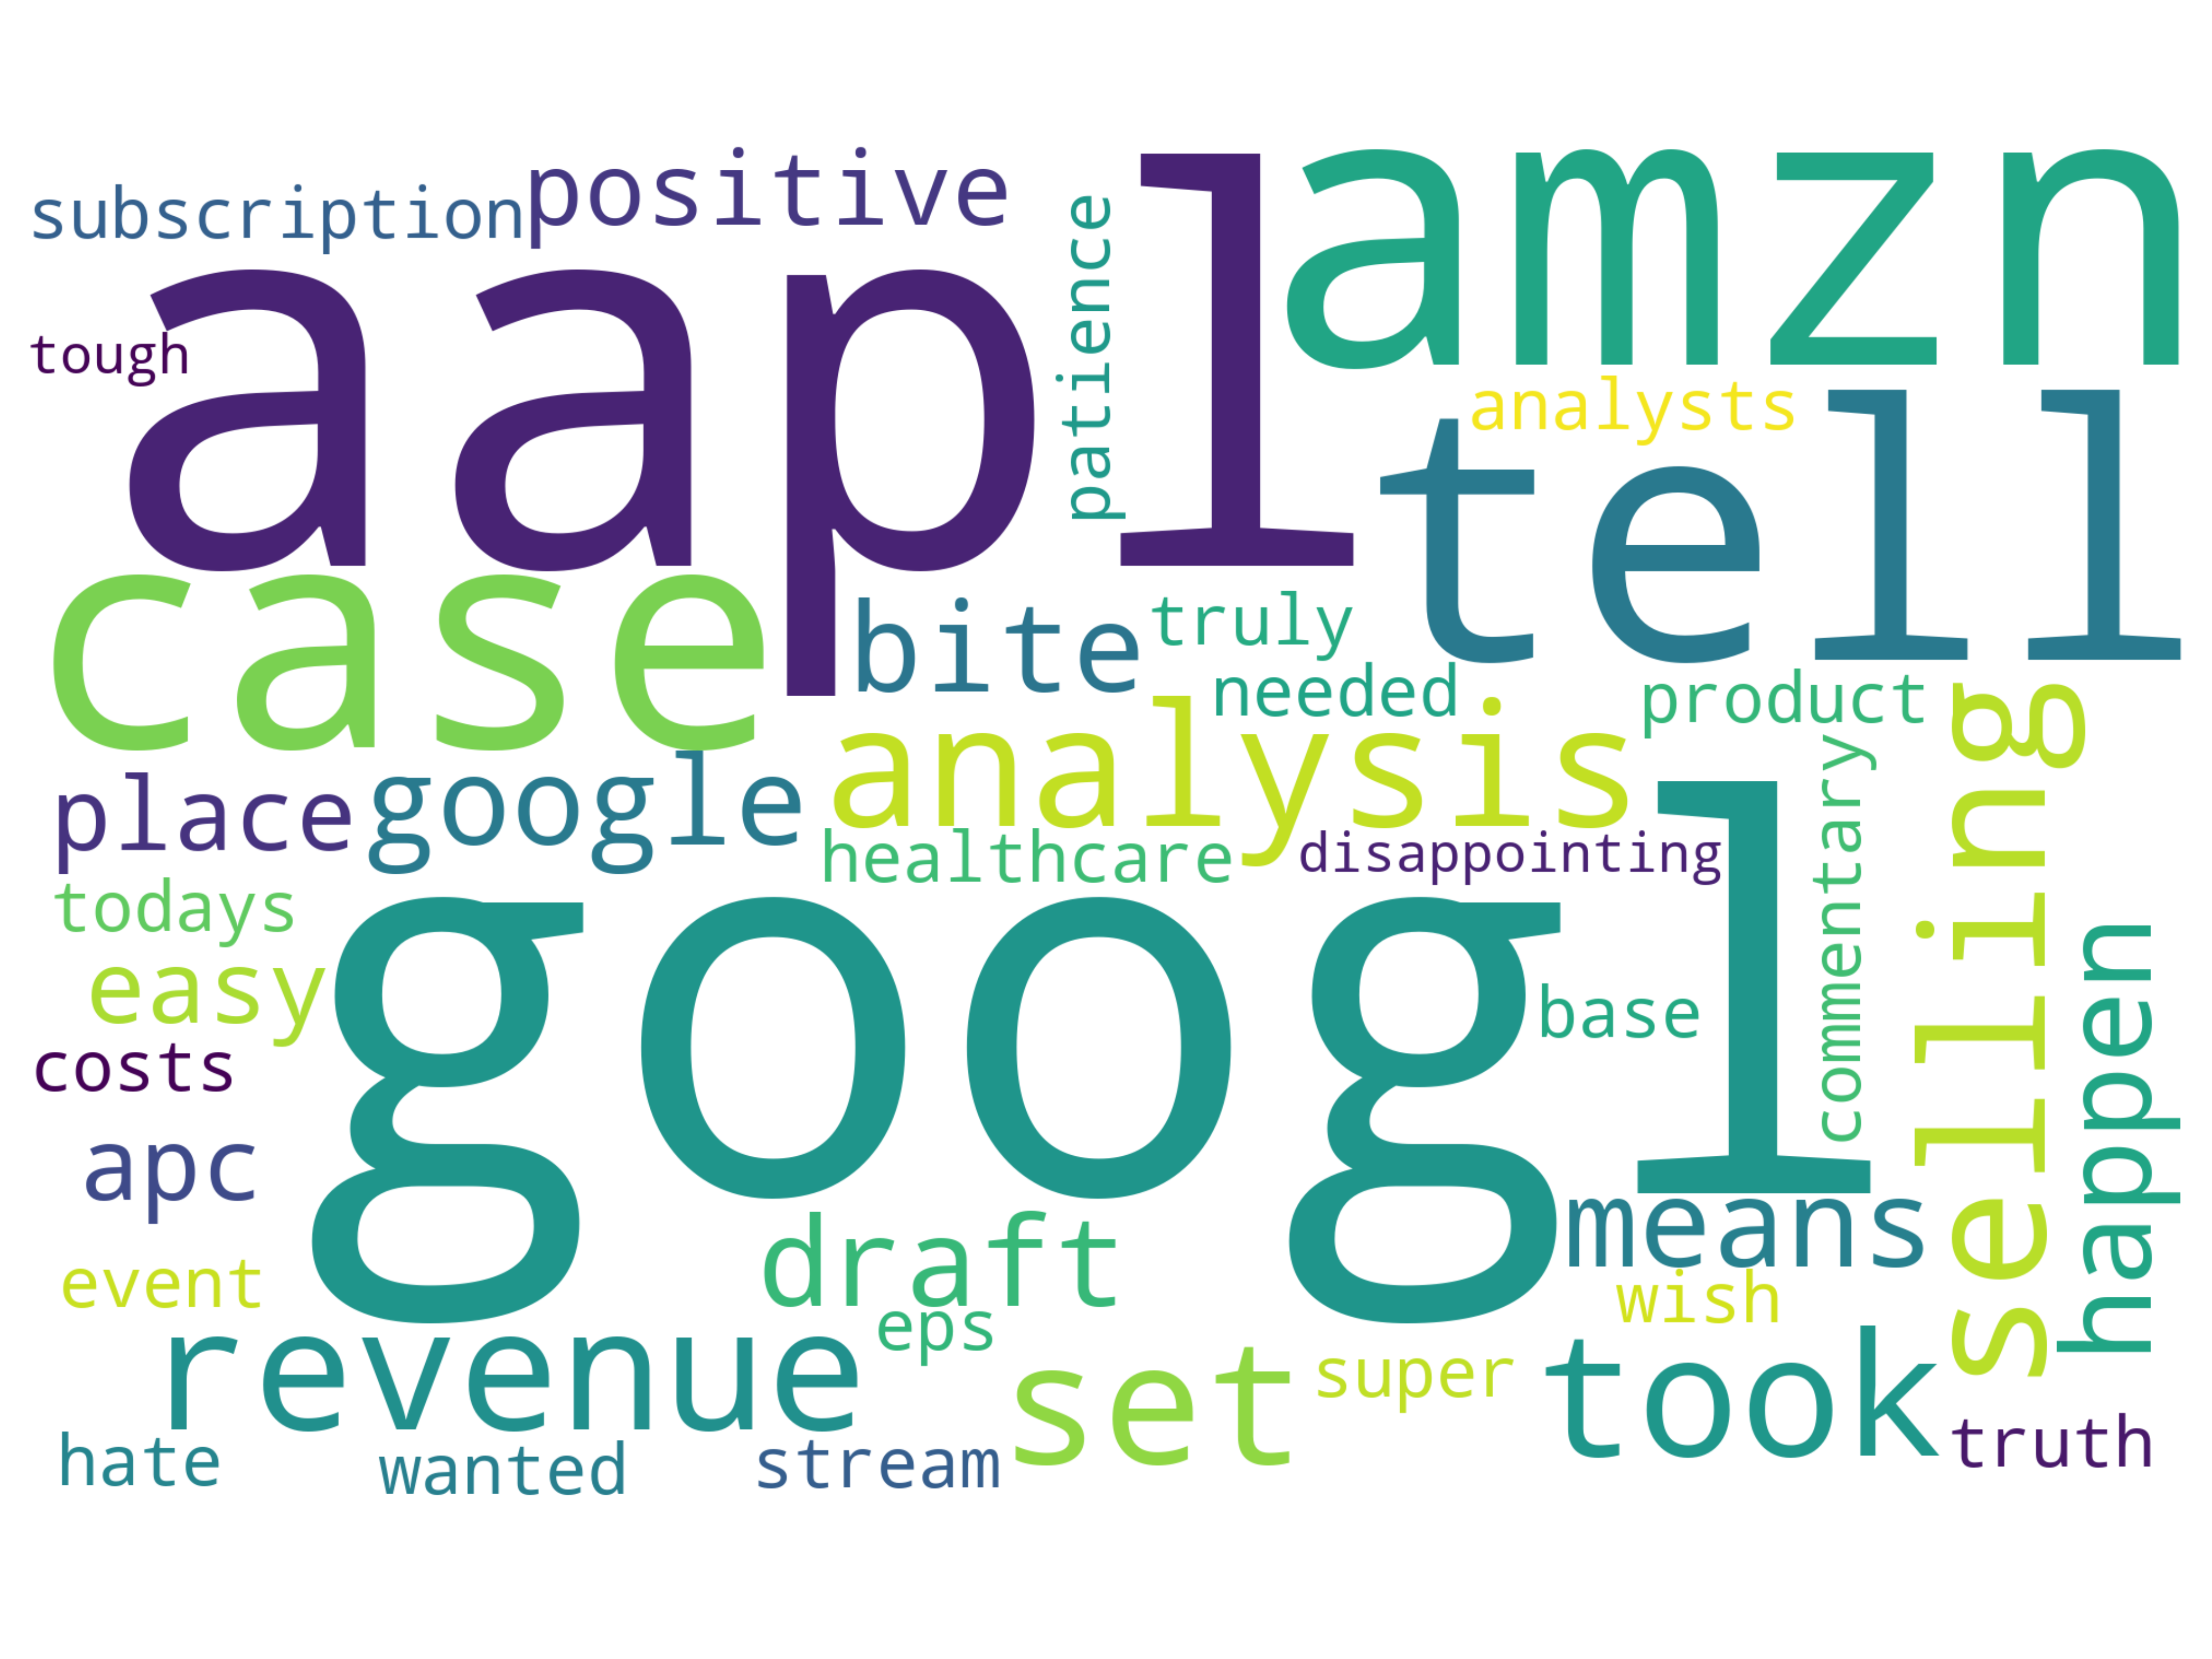 positive
subscription
amzn
patience
aapl
tough
analysts
tell
case
bite
truly
needed
product
selling
analysis
place
google
healthcare
disappointing
commentary
todays
googl
easy
base
happen
costs
apc
means
draft
event
wish
eps
revenue
set
super
took
truth
hate
wanted
stream